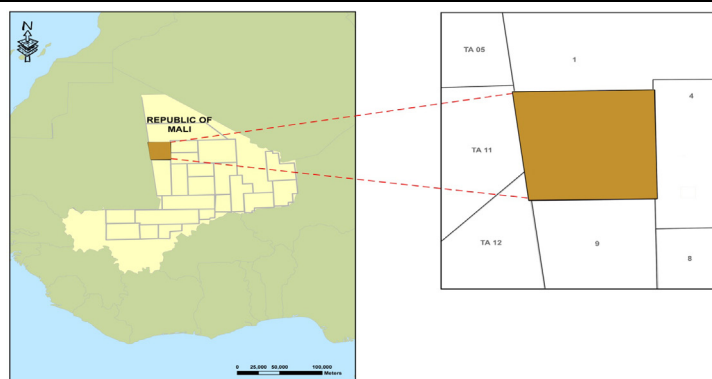 N
REPUBLIC OF
MALI
0 25,000 50,000 100,000
Meters
TA 05
1
4
TA 11
TA 12
9
8